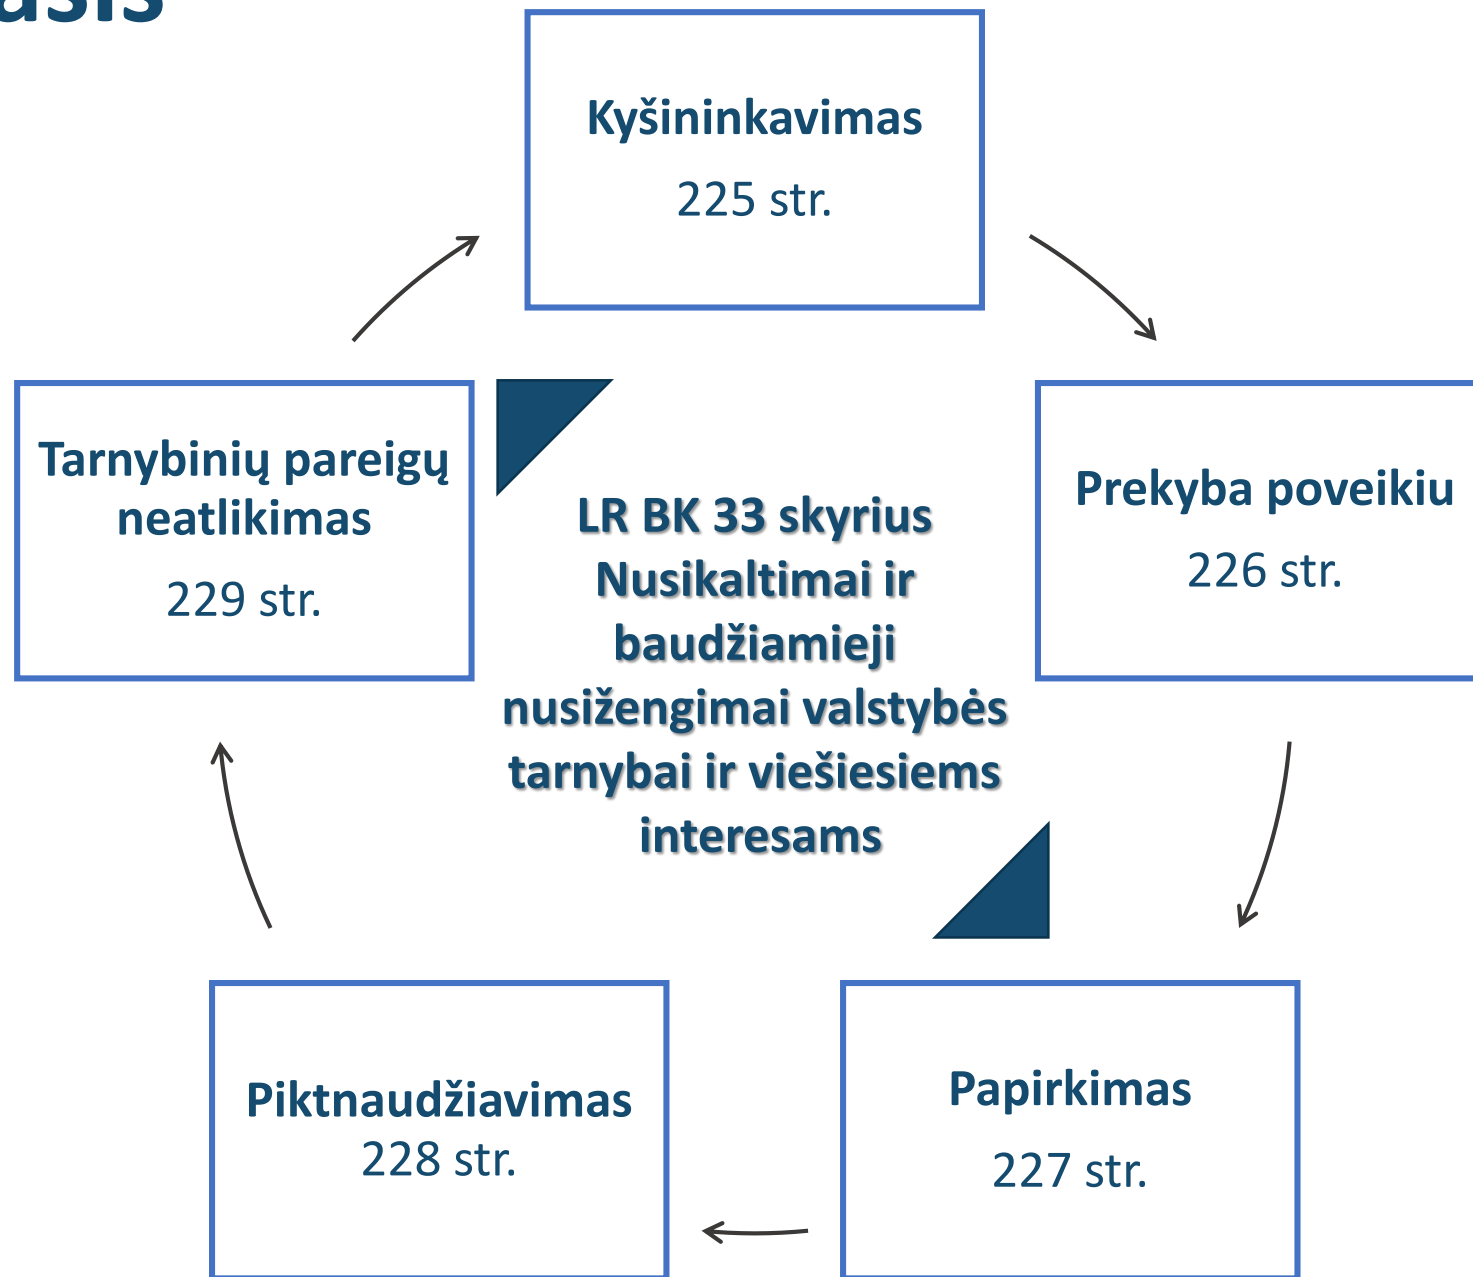 Kyšininkavimas
225 str.
Tarnybinių pareigų
neatlikimas
229 str.
LR BK 33 skyrius
Nusikaltimai ir
baudžiamieji
nusižengimai valstybės
tarnybai ir viešiesiems
interesams
Prekyba poveikiu
226 str.
Piktnaudžiavimas
228 str.
Papirkimas
227 str.